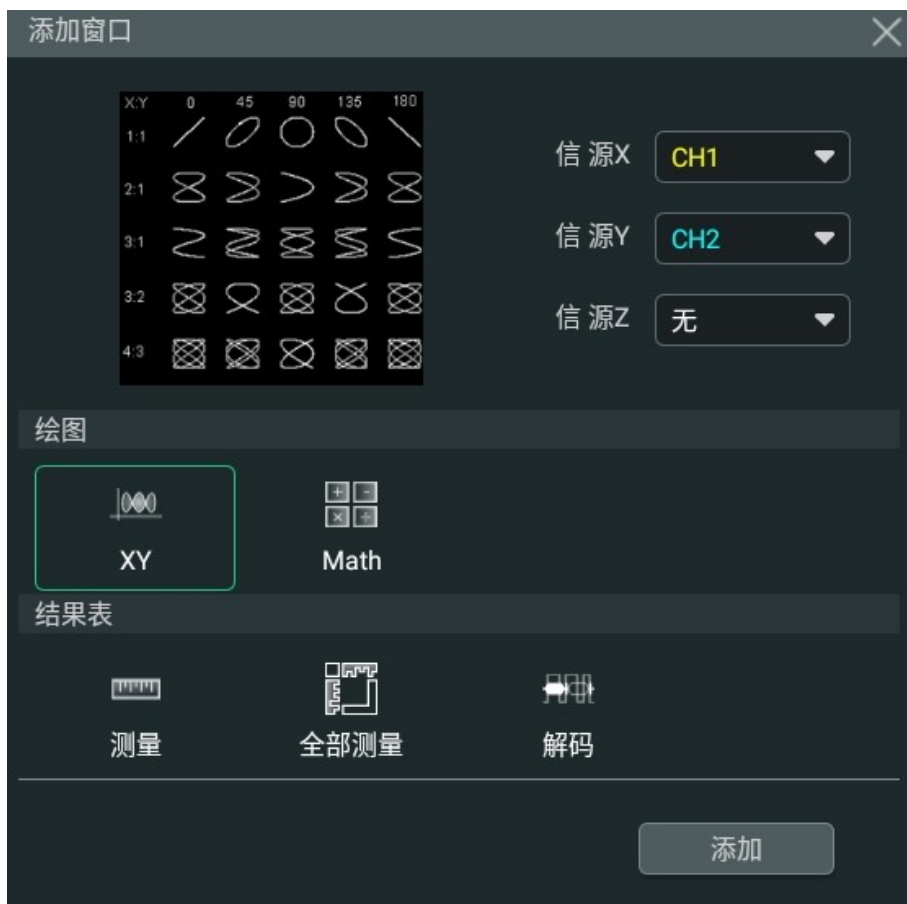 添加窗口
X:Y 0 45 90 135 180
1:1
2:1
3:1
3:2
4:3
信 源X CH1
信 源Y CH2
信 源Z 无
绘图
XY Math
结果表
测量 全部测量 解码
添加